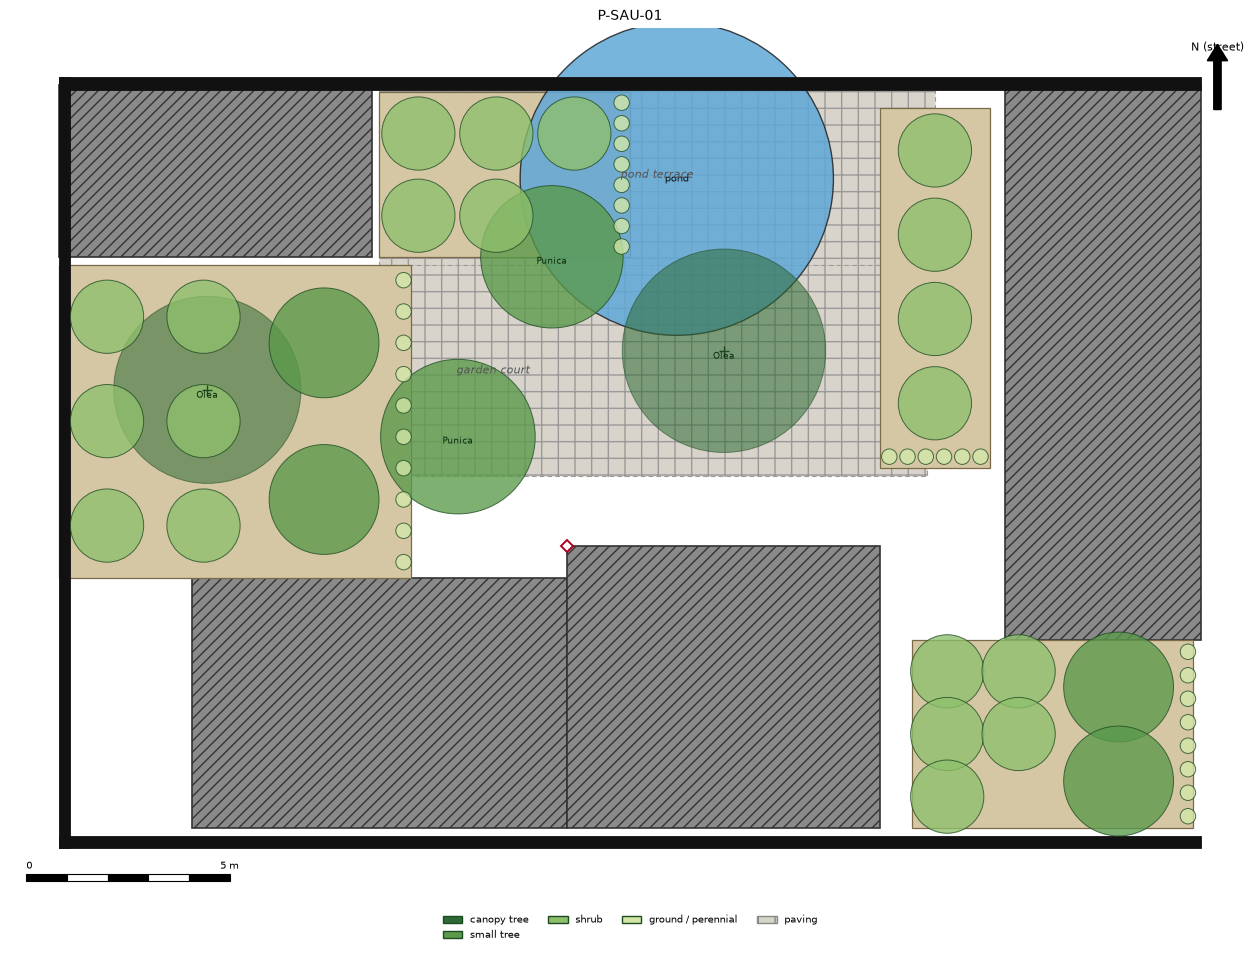 P-SAU-01
N (street)
pond terrace
pond
Punica
Olea
garden court
Olea
Punica
0 5 m
canopy tree shrub ground / perennial paving
small tree